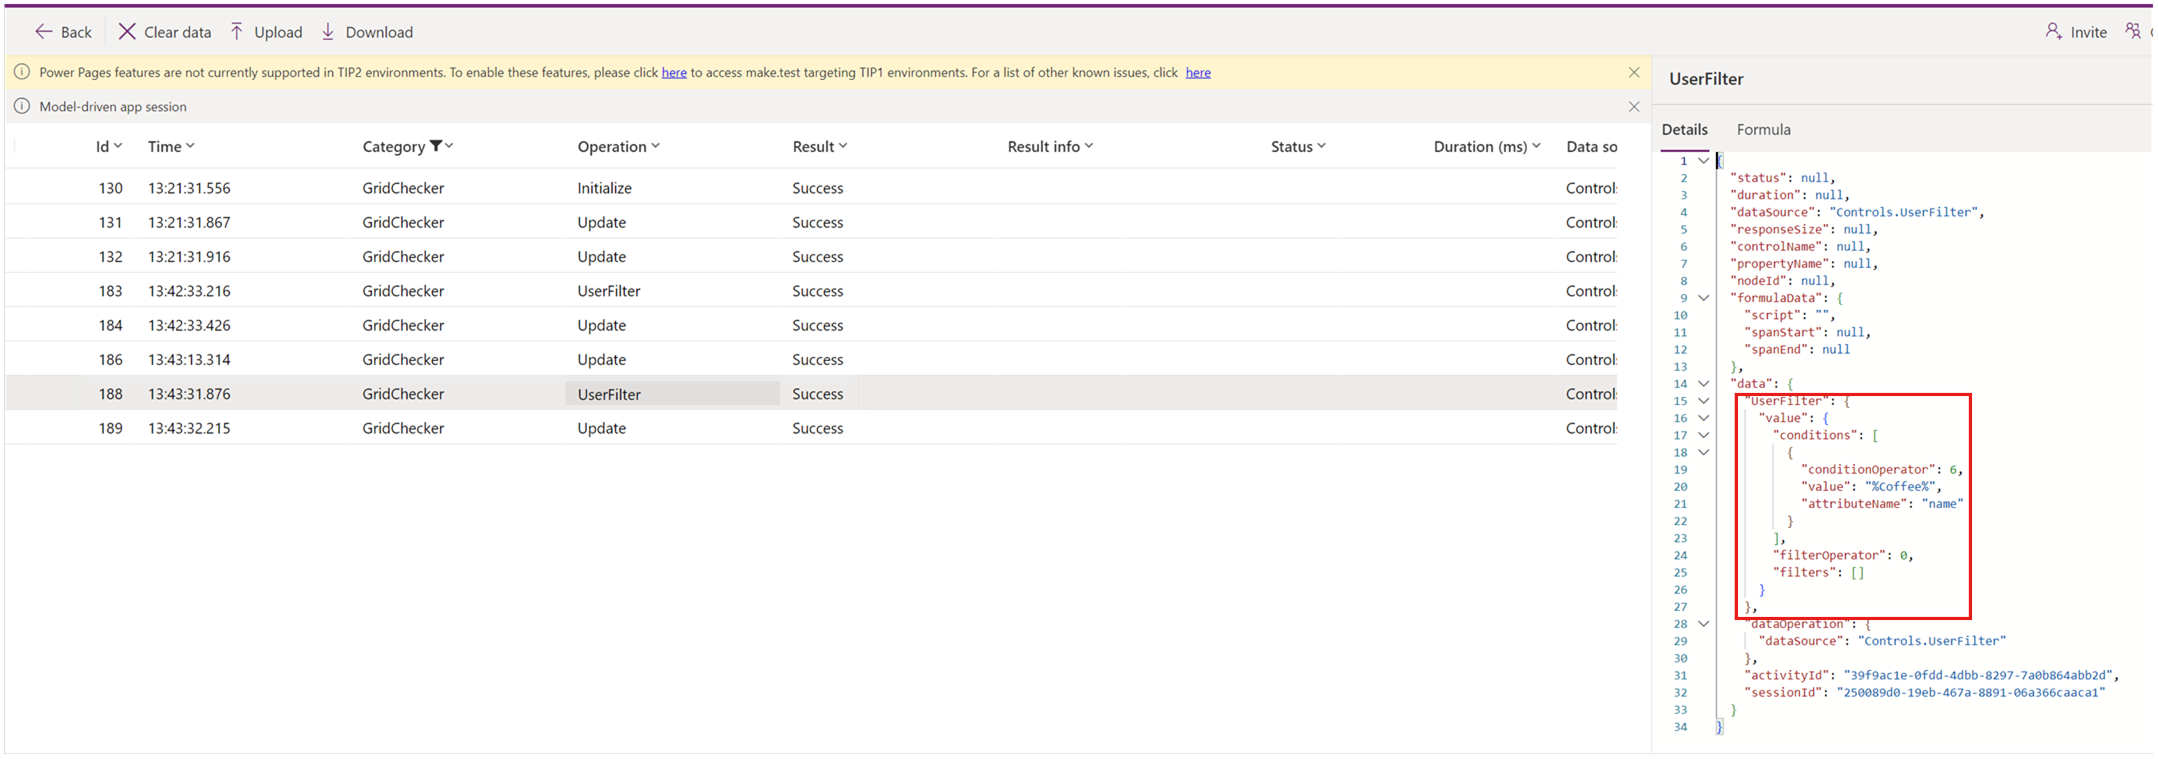 Back Clear data Upload Download Invite
Power Pages features are not currently supported in TIP2 environments. To enable these features, please click here to access make.test targeting TIP1 environments. For a list of other known issues, click here
Model-driven app session
Id Time Category Operation Result Result info Status Duration (ms) Data so
130 13:21:31.556 GridChecker Initialize Success Control
131 13:21:31.867 GridChecker Update Success Control
132 13:21:31.916 GridChecker Update Success Control
183 13:42:33.216 GridChecker UserFilter Success Control
184 13:42:33.426 GridChecker Update Success Control
186 13:43:13.314 GridChecker Update Success Control
188 13:43:31.876 GridChecker UserFilter Success Control
189 13:43:32.215 GridChecker Update Success Control
UserFilter
Details Formula
1 {
2 "status": null,
3 "duration": null,
4 "dataSource": "Controls.UserFilter",
5 "responseSize": null,
6 "controlName": null,
7 "propertyName": null,
8 "nodeId": null,
9 "formulaData": {
10 "script": "",
11 "spanStart": null,
12 "spanEnd": null
13 },
14 "data": {
15 "UserFilter": {
16 "value": {
17 "conditions": [
18 {
19 "conditionOperator": 6,
20 "value": "%Coffee%",
21 "attributeName": "name"
22 }
23 ],
24 "filterOperator": 0,
25 "filters": []
26 }
27 },
28 "dataOperation": {
29 "dataSource": "Controls.UserFilter"
30 },
31 "activityId": "39f9ac1e-0fdd-4dbb-8297-7a0b864abb2d",
32 "sessionId": "250089d0-19eb-467a-8891-06a366caaca1"
33 }
34 }